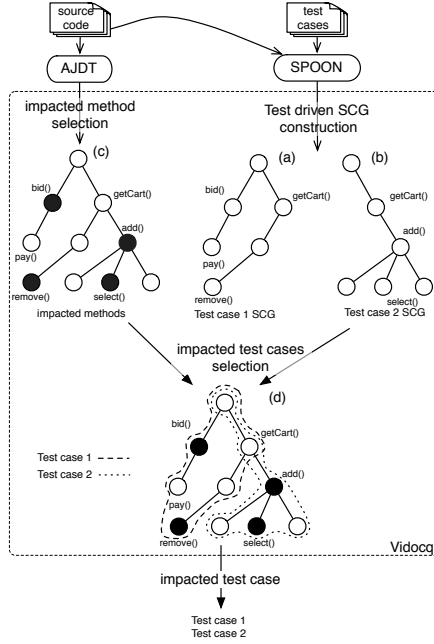 source
code
test
cases
AJDT
SPOON
impacted method
selection
Test driven SCG
construction
(c)
(a)
(b)
bid()
getCart()
add()
pay()
remove()
select()
impacted methods
bid()
getCart()
pay()
remove()
Test case 1 SCG
getCart()
add()
select()
Test case 2 SCG
impacted test cases
selection
(d)
bid()
getCart()
Test case 1
Test case 2
add()
pay()
remove()
select()
Vidocq
impacted test case
Test case 1
Test case 2